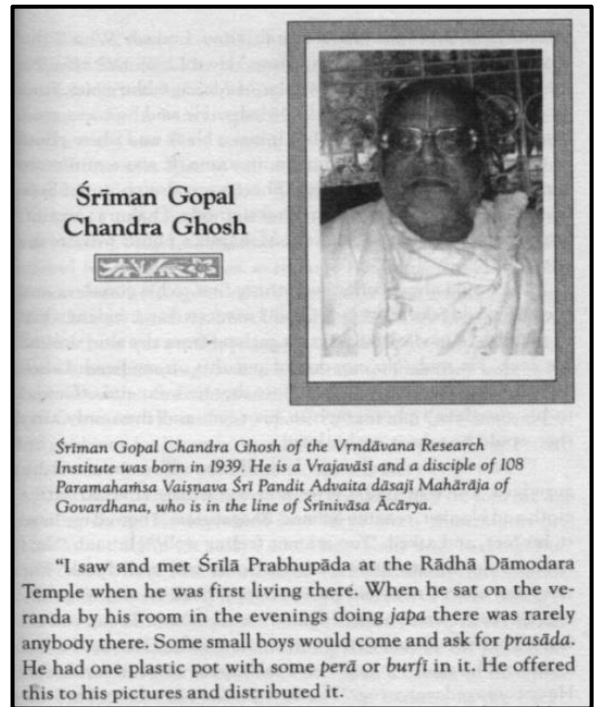 Śrīman Gopal
Chandra Ghosh
Śrīman Gopal Chandra Ghosh of the Vṛndāvana Research
Institute was born in 1939. He is a Vrajavāsī and a disciple of 108
Paramahaṁsa Vaiṣṇava Śrī Pandit Advaita dāsajī Mahārāja of
Govardhana, who is in the line of Śrīnivāsa Ācārya.
"I saw and met Śrīlā Prabhupāda at the Rādhā Dāmodara
Temple when he was first living there. When he sat on the ve-
randa by his room in the evenings doing japa there was rarely
anybody there. Some small boys would come and ask for prasāda.
He had one plastic pot with some perā or burfī in it. He offered
this to his pictures and distributed it.